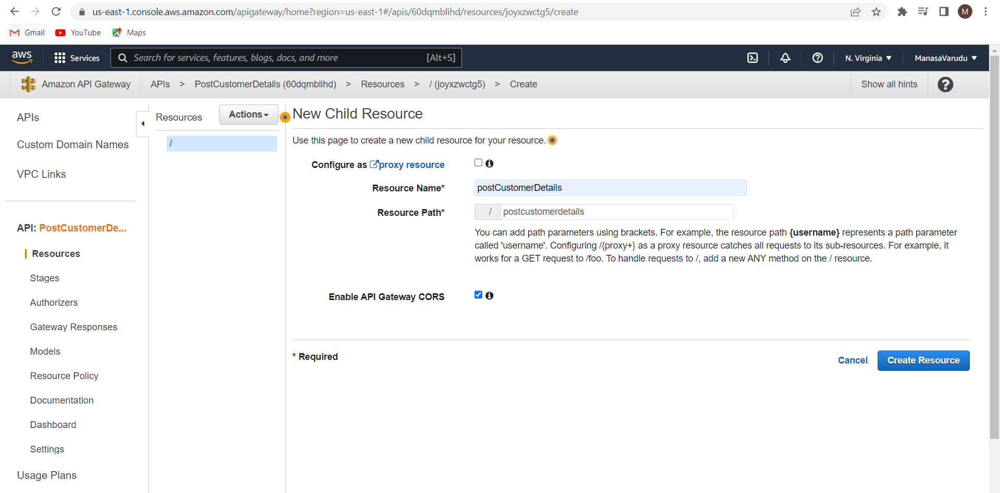 us-east-1.console.aws.amazon.com/apigateway/home?region=us-east-1#/apis/60dqmblihd/resources/joyxzwctg5/create
M
Gmail YouTube Maps
aws Services Search for services, features, blogs, docs, and more [Alt+S] N. Virginia ▼ ManasaVarudu ▼
Amazon API Gateway APIs > PostCustomerDetails (60dqmblihd) > Resources > / (joyxzwctg5) > Create Show all hints ?
APIs
Custom Domain Names
VPC Links
API: PostCustomerDe...
Resources
Stages
Authorizers
Gateway Responses
Models
Resource Policy
Documentation
Dashboard
Settings
Usage Plans
Resources Actions
/
New Child Resource
Use this page to create a new child resource for your resource.
Configure as proxy resource
Resource Name* postCustomerDetails
Resource Path* / postcustomerdetails
You can add path parameters using brackets. For example, the resource path {username} represents a path parameter
called 'username'. Configuring /{proxy+} as a proxy resource catches all requests to its sub-resources. For example, it
works for a GET request to /foo. To handle requests to /, add a new ANY method on the / resource.
Enable API Gateway CORS
* Required
Cancel Create Resource